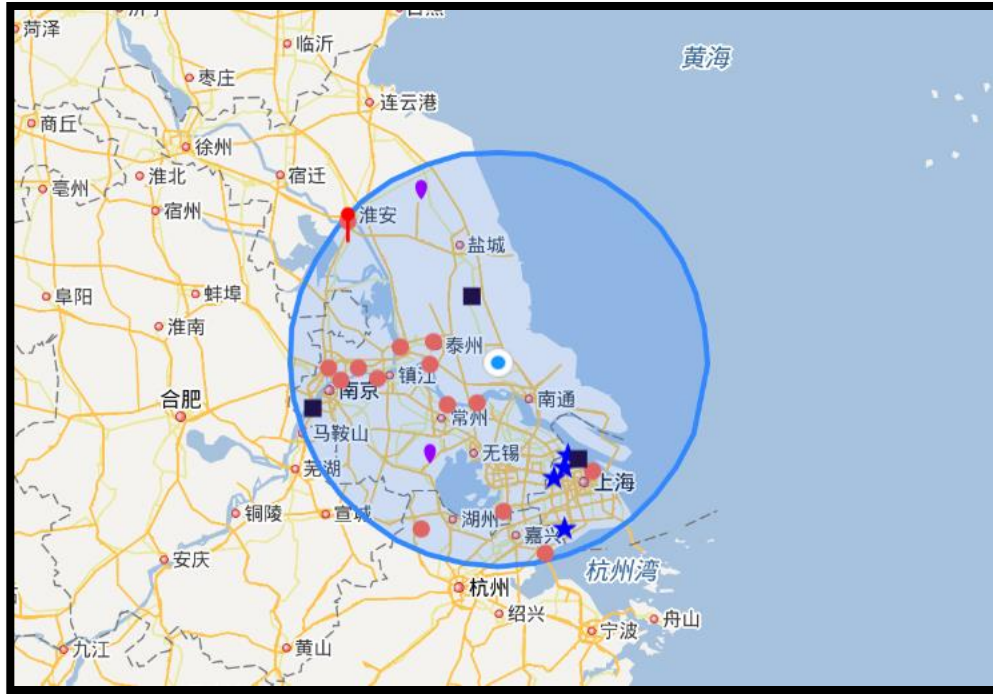 菏泽
临沂
黄海
枣庄
连云港
商丘
徐州
淮北
宿迁
亳州
宿州
淮安
盐城
阜阳
蚌埠
淮南
泰州
镇江
南京
合肥
南通
常州
马鞍山
无锡
芜湖
上海
铜陵
宣城
湖州
嘉兴
安庆
杭州湾
杭州
绍兴
舟山
宁波
黄山
九江